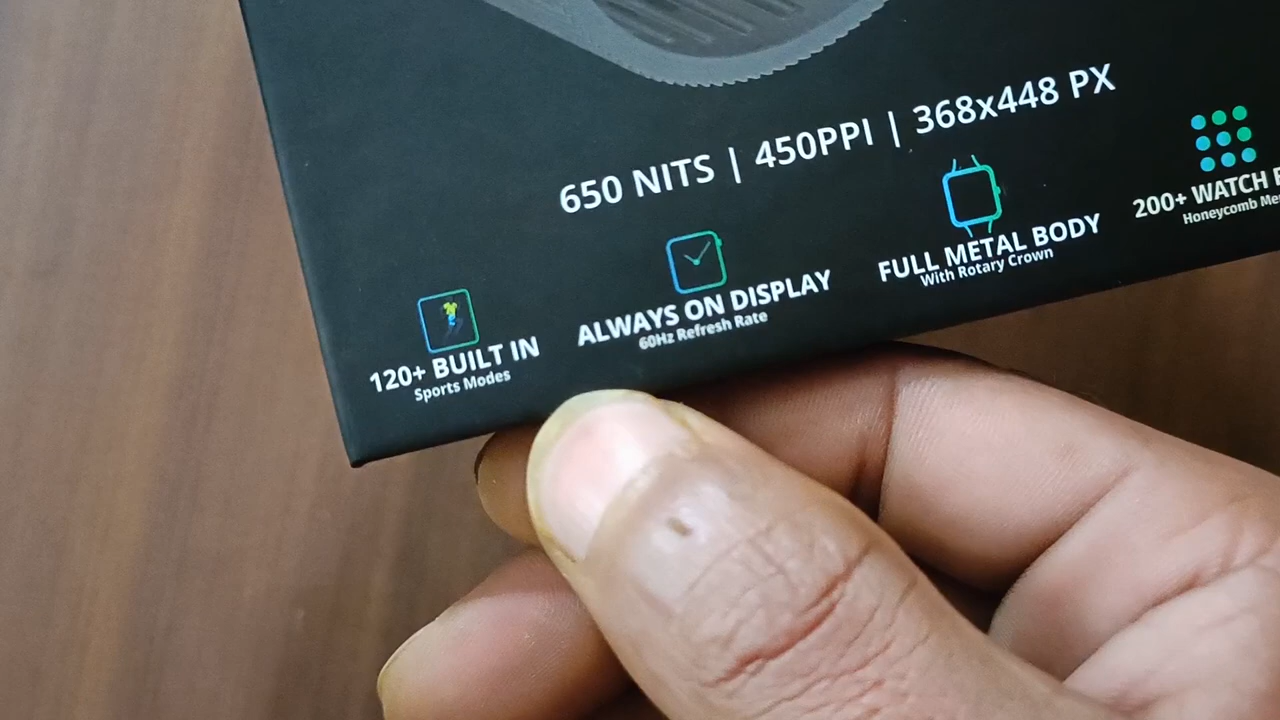 650 NITS | 450PPI | 368x448 PX
120+ BUILT IN
Sports Modes
ALWAYS ON DISPLAY
60Hz Refresh Rate
FULL METAL BODY
With Rotary Crown
200+ WATCH
Honeycomb